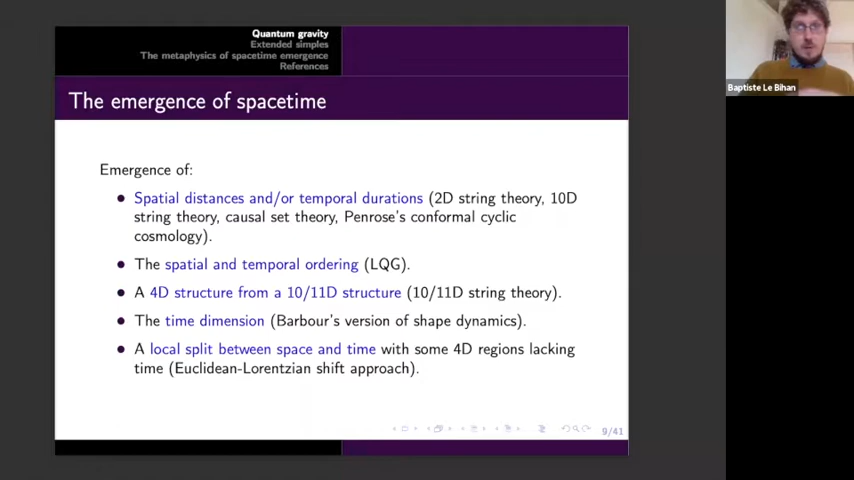 Quantum gravity
Extended simples
The metaphysics of spacetime emergence
References
The emergence of spacetime
Emergence of:
• Spatial distances and/or temporal durations (2D string theory, 10D
string theory, causal set theory, Penrose's conformal cyclic
cosmology).
• The spatial and temporal ordering (LQG).
• A 4D structure from a 10/11D structure (10/11D string theory).
• The time dimension (Barbour's version of shape dynamics).
• A local split between space and time with some 4D regions lacking
time (Euclidean-Lorentzian shift approach).
9/41
Baptiste Le Bihan